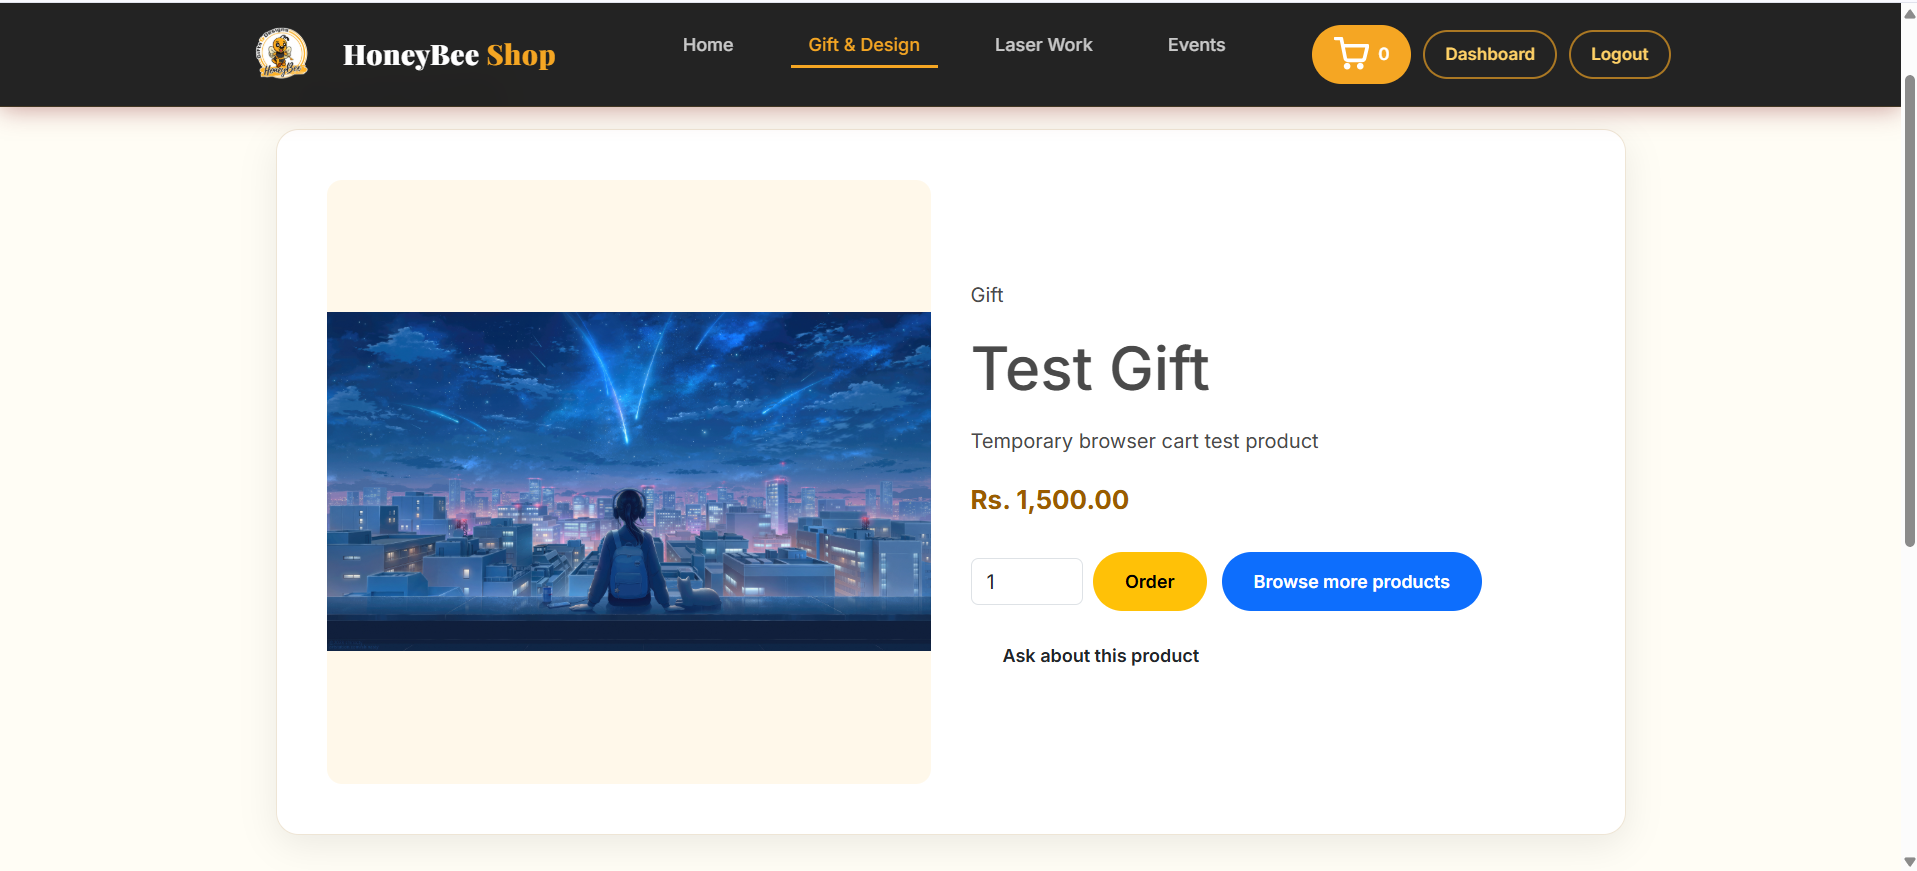 HoneyBee Shop
Home
Gift & Design
Laser Work
Events
0
Dashboard
Logout
Gift
Test Gift
Temporary browser cart test product
Rs. 1,500.00
1
Order
Browse more products
Ask about this product